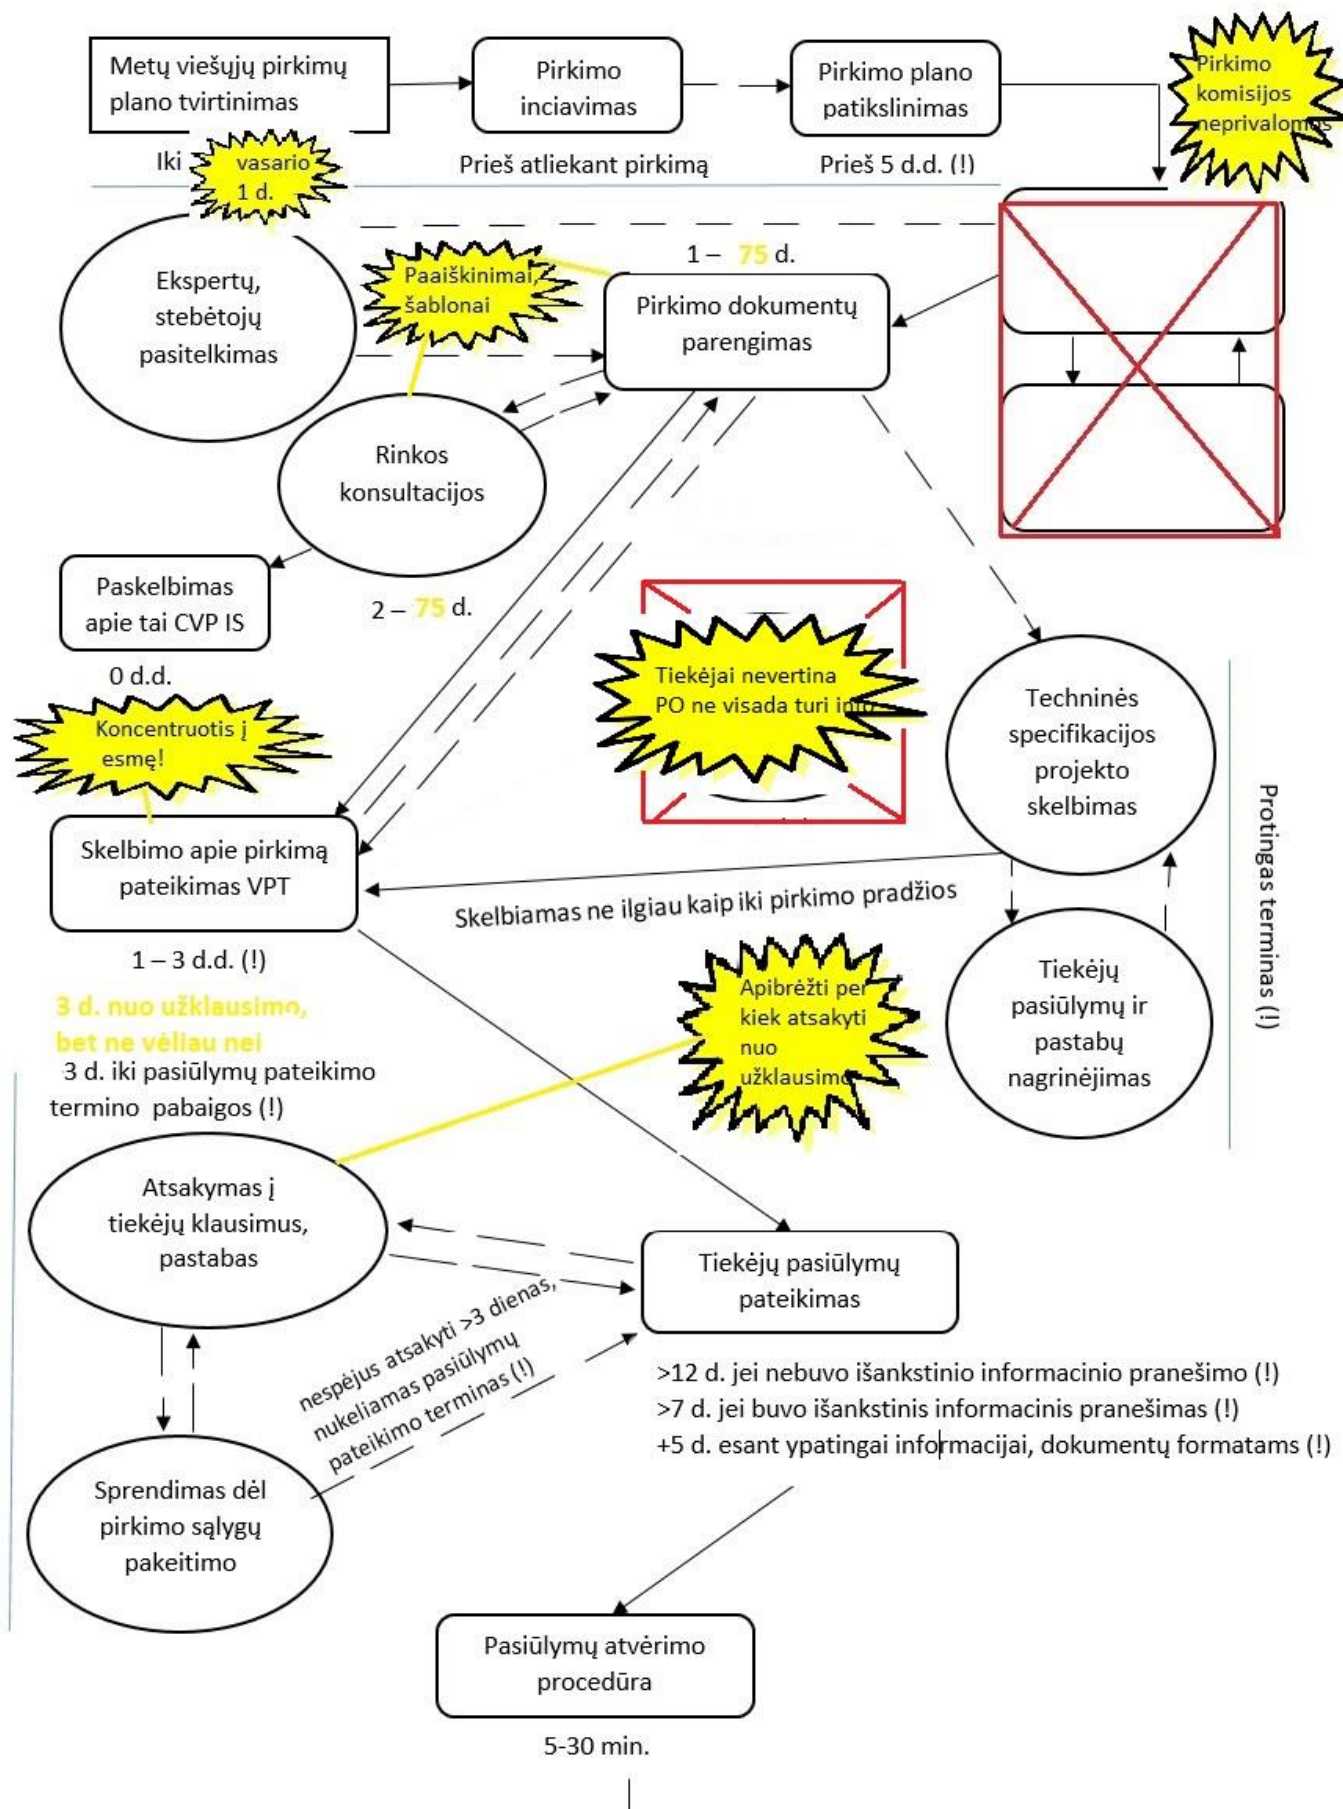 Metų viešųjų pirkimų
plano tvirtinimas
Pirkimo
inciavimas
Pirkimo plano
patikslinimas
Pirkimo
komisijos
neprivalomos
Iki
vasario
1 d.
Prieš atliekant pirkimą
Prieš 5 d.d. (!)
Ekspertų,
stebėtojų
pasitelkimas
Paaiškinimai,
šablonai
1 – 75 d.
Pirkimo dokumentų
parengimas
Rinkos
konsultacijos
Paskelbimas
apie tai CVP IS
2 – 75 d.
0 d.d.
Tiekėjai nevertina
PO ne visada turi info
Techninės
specifikacijos
projekto
skelbimas
Koncentruotis į
esmę!
Skelbimo apie pirkimą
pateikimas VPT
Skelbiamas ne ilgiau kaip iki pirkimo pradžios
Protingas terminas (!)
1 – 3 d.d. (!)
Tiekėjų
pasiūlymų ir
pastabų
nagrinėjimas
Apibrėžti per
kiek atsakyti
nuo
užklausimo
3 d. nuo užklausimo,
bet ne vėliau nei
3 d. iki pasiūlymų pateikimo
termino pabaigos (!)
Atsakymas į
tiekėjų klausimus,
pastabas
Tiekėjų pasiūlymų
pateikimas
nespėjus atsakyti >3 dienas,
nukeliamas pasiūlymų
pateikimo terminas (!)
>12 d. jei nebuvo išankstinio informacinio pranešimo (!)
>7 d. jei buvo išankstinis informacinis pranešimas (!)
+5 d. esant ypatingai informacijai, dokumentų formatams (!)
Sprendimas dėl
pirkimo sąlygų
pakeitimo
Pasiūlymų atvėrimo
procedūra
5-30 min.